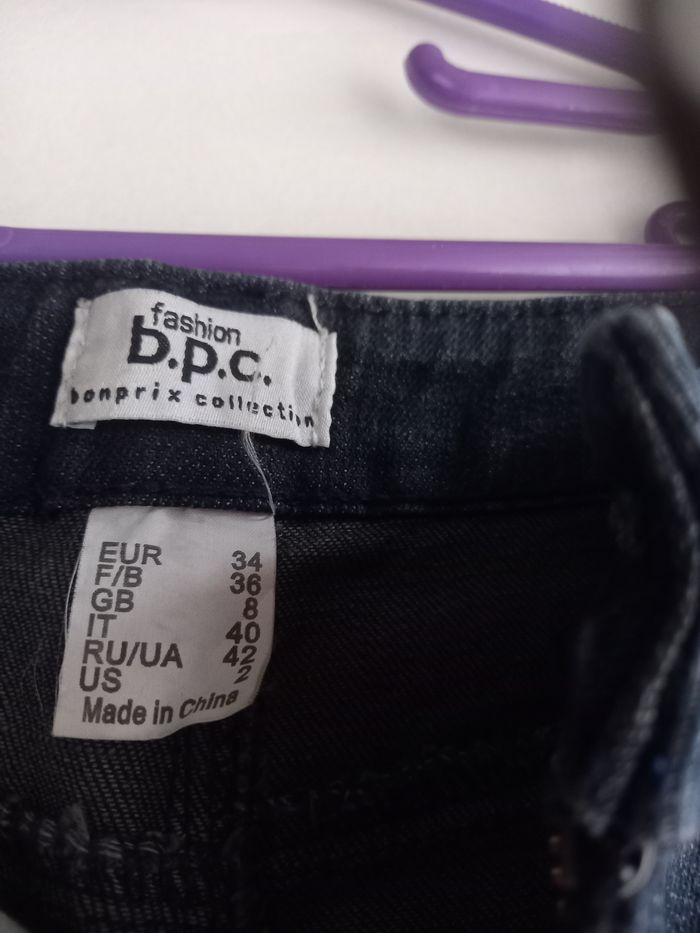 fashion
b.p.c.
bonprix collection
EUR 34
F/B 36
GB 8
IT 40
RU/UA 42
US 2
Made in China